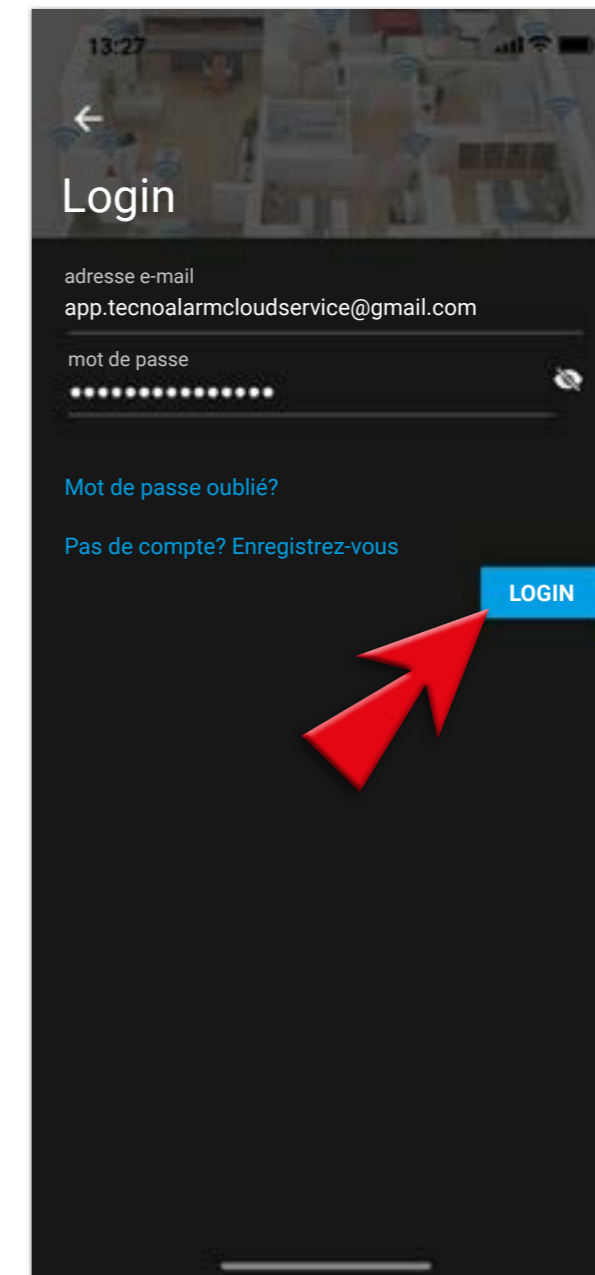 13:27
Login
adresse e-mail
app.tecnoalarmcloudservice@gmail.com
mot de passe
•••••••••••••••
Mot de passe oublié?
Pas de compte? Enregistrez-vous
LOGIN